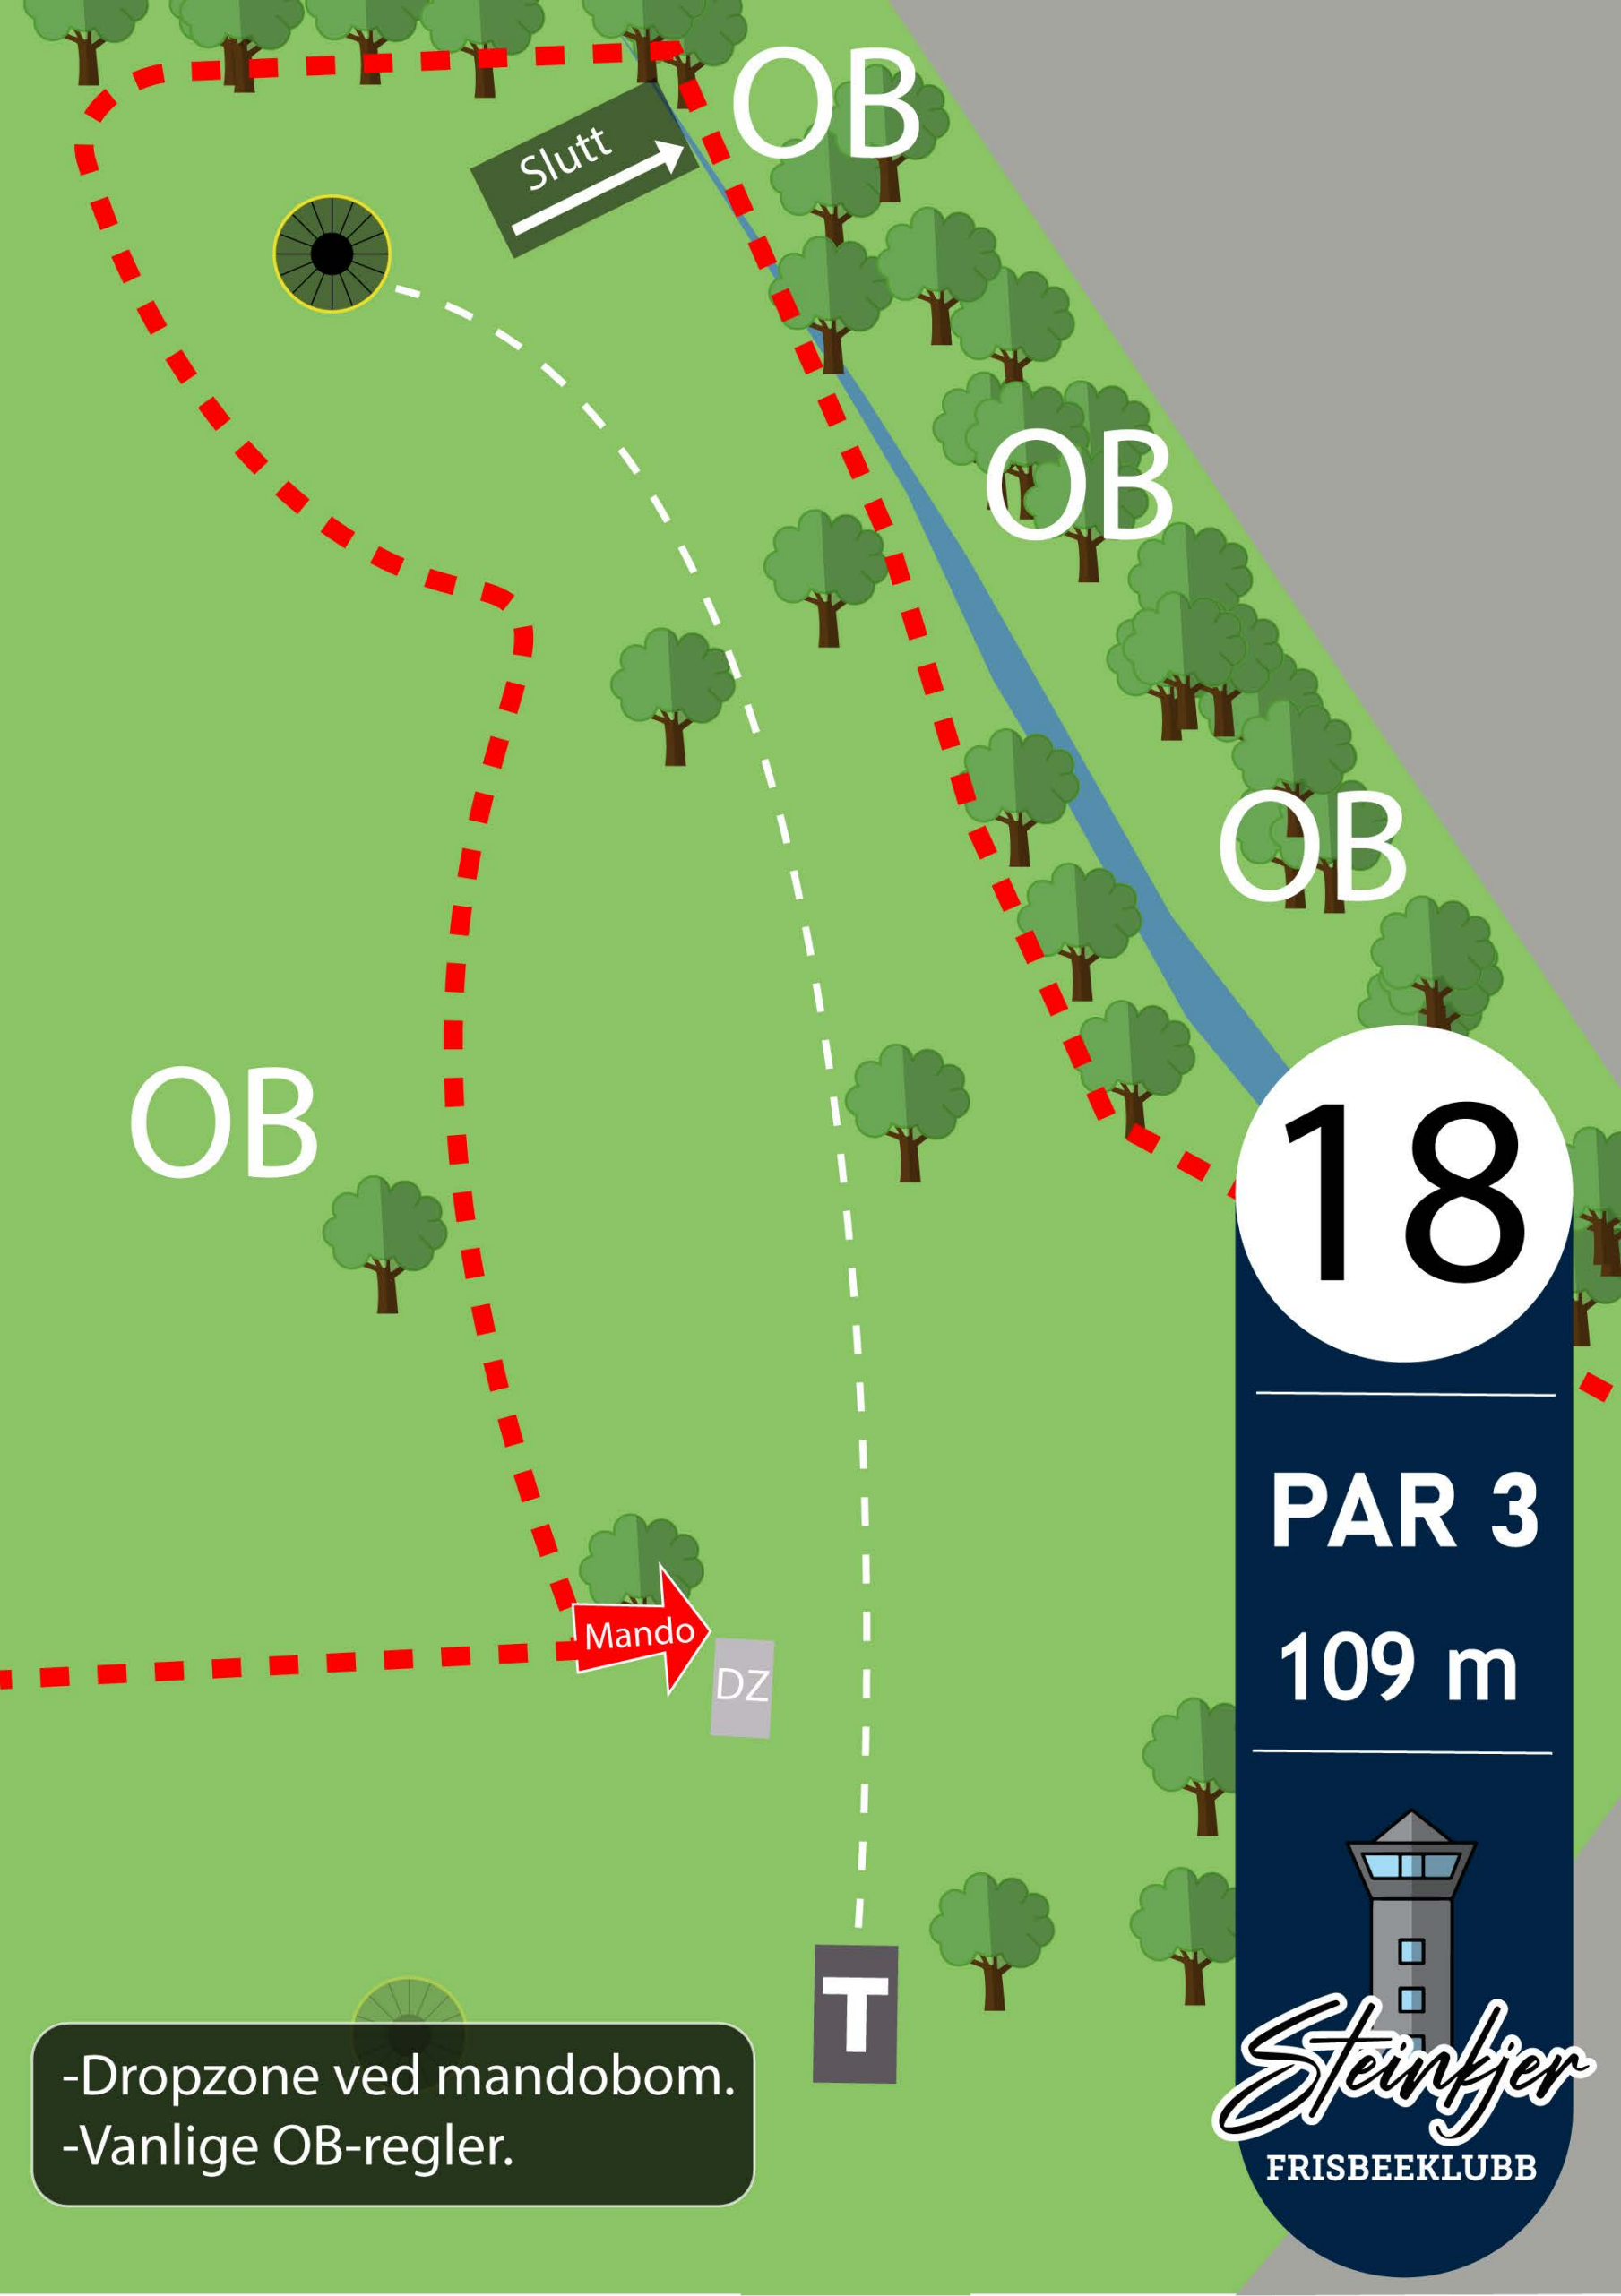 OB
Slutt
OB
OB
OB
18
PAR 3
109 m
Mando
DZ
T
-Dropzone ved mandobom.
-Vanlige OB-regler.
Steinkjer
FRISBEEKLUBB